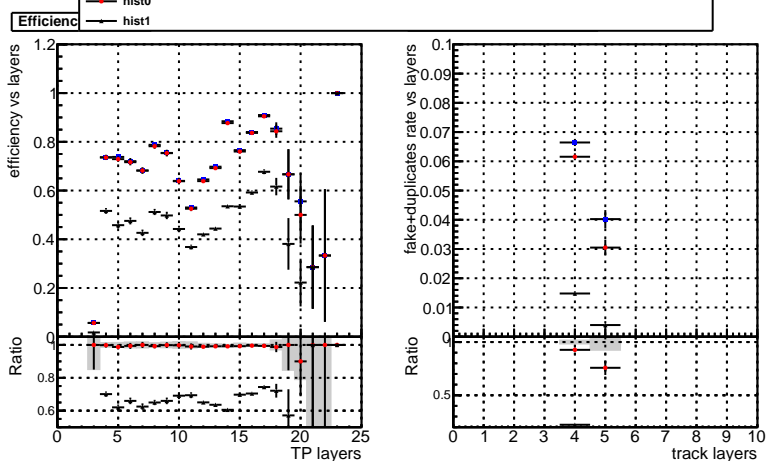 hist0
Efficienc
hist1
efficiency vs layers
1.2
1
0.8
0.6
0.4
0.2
0
Ratio
1
0.8
0.6
0 5 10 15 20 25
TP layers
fake+duplicates rate vs layers
0.1
0.09
0.08
0.07
0.06
0.05
0.04
0.03
0.02
0.01
0
Ratio
0.5
0 1 2 3 4 5 6 7 8 9 10
track layers